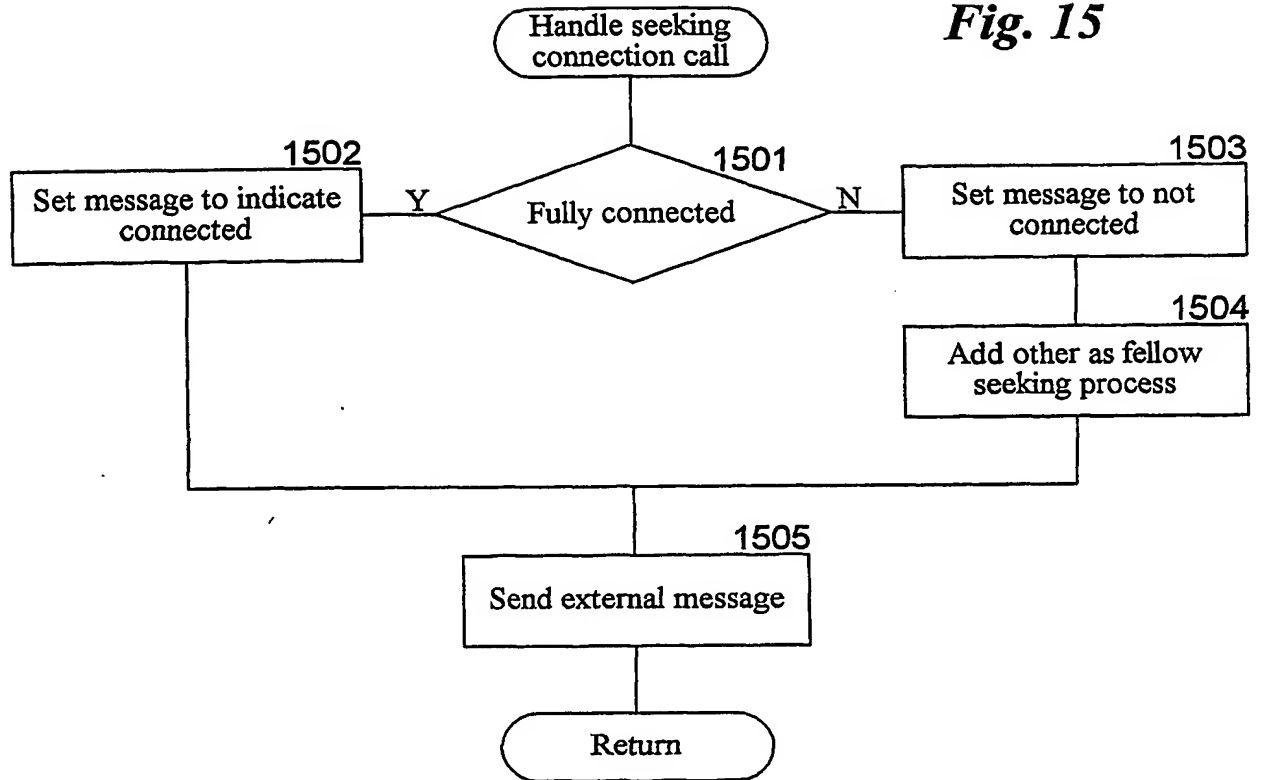 Fig. 15
Handle seeking
connection call
1501
Fully connected
Y
N
1502
Set message to indicate
connected
1503
Set message to not
connected
1504
Add other as fellow
seeking process
1505
Send external message
Return